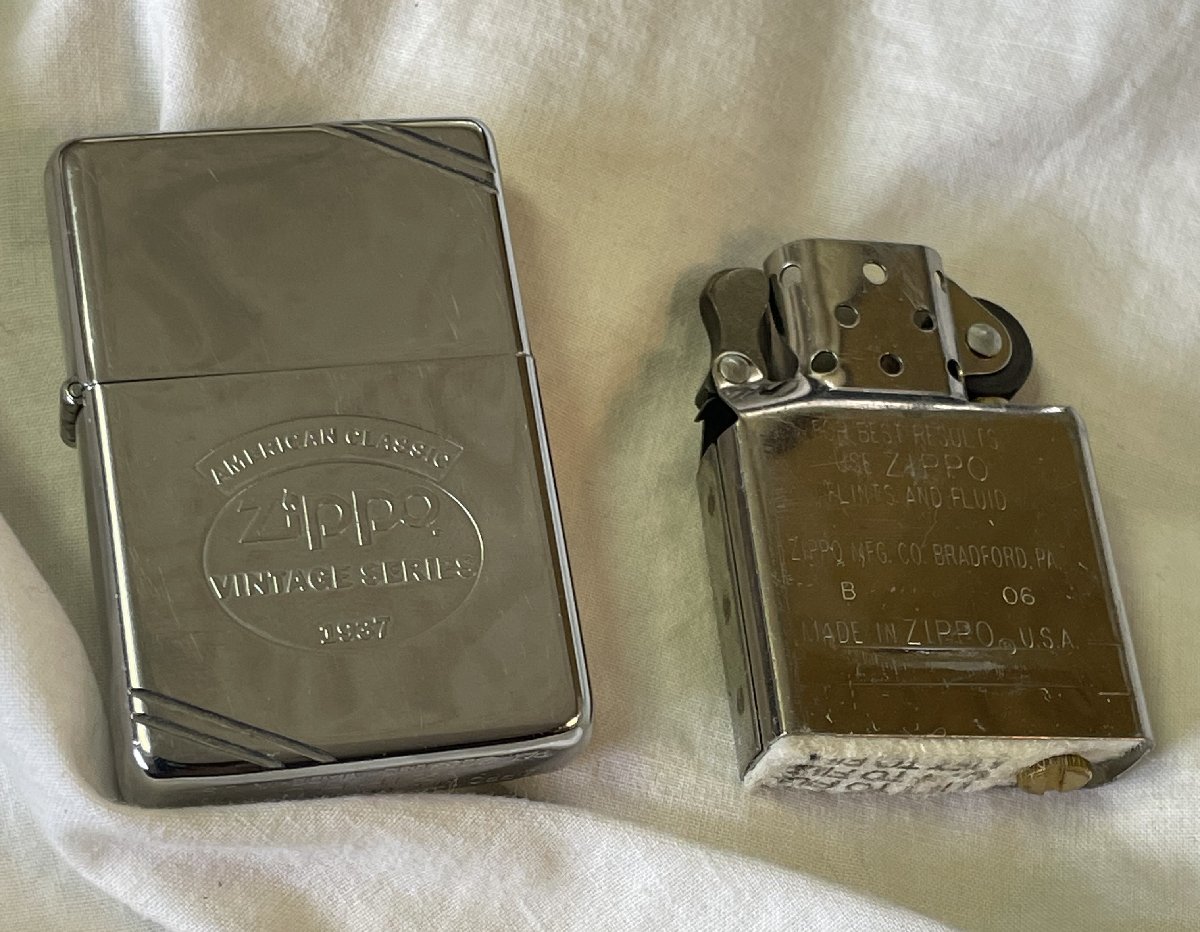 AMERICAN CLASSIC
Zippo
VINTAGE SERIES
1937
FOR BEST RESULTS
USE ZIPPO
FLINTS AND FLUID
ZIPPO MFG. CO. BRADFORD, PA.
B 06
MADE IN ZIPPO® U.S.A.